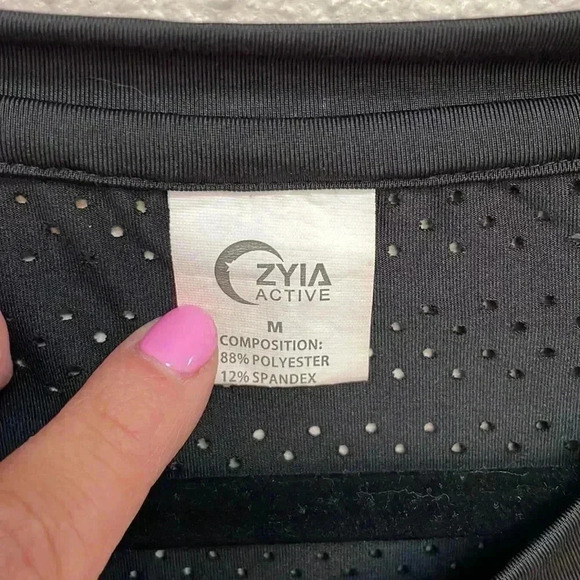 ZYIA
ACTIVE
M
COMPOSITION:
88% POLYESTER
12% SPANDEX